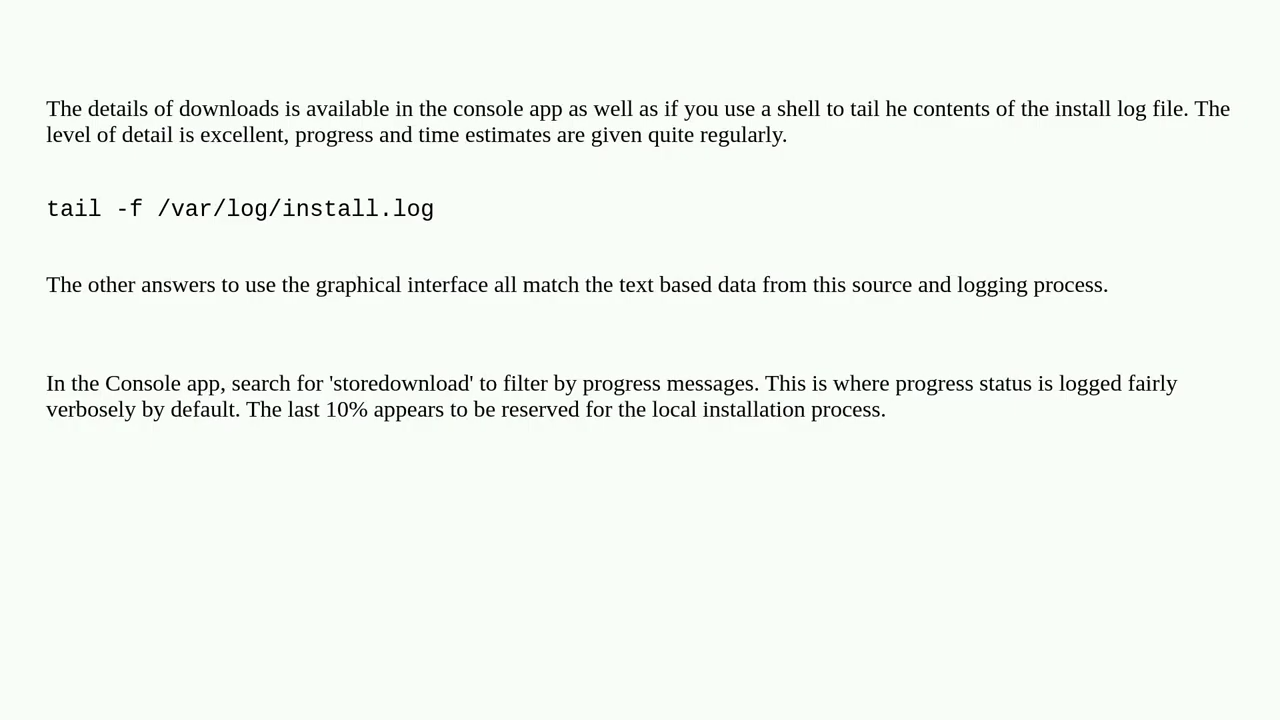 The details of downloads is available in the console app as well as if you use a shell to tail he contents of the install log file. The
level of detail is excellent, progress and time estimates are given quite regularly.
tail -f /var/log/install.log
The other answers to use the graphical interface all match the text based data from this source and logging process.
In the Console app, search for 'storedownload' to filter by progress messages. This is where progress status is logged fairly
verbosely by default. The last 10% appears to be reserved for the local installation process.